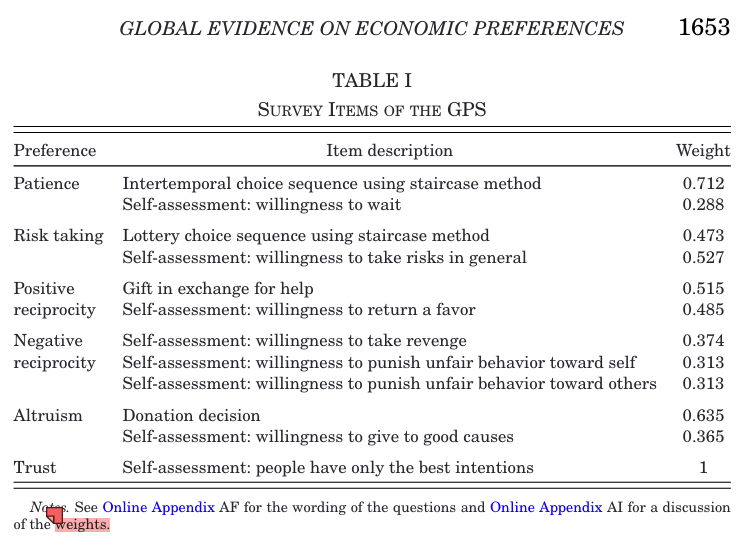 GLOBAL EVIDENCE ON ECONOMIC PREFERENCES 1653
TABLE I
SURVEY ITEMS OF THE GPS
Preference Item description Weight
Patience Intertemporal choice sequence using staircase method 0.712
Self-assessment: willingness to wait 0.288
Risk taking Lottery choice sequence using staircase method 0.473
Self-assessment: willingness to take risks in general 0.527
Positive Gift in exchange for help 0.515
reciprocity Self-assessment: willingness to return a favor 0.485
Negative Self-assessment: willingness to take revenge 0.374
reciprocity Self-assessment: willingness to punish unfair behavior toward self 0.313
Self-assessment: willingness to punish unfair behavior toward others 0.313
Altruism Donation decision 0.635
Self-assessment: willingness to give to good causes 0.365
Trust Self-assessment: people have only the best intentions 1
Notes. See Online Appendix AF for the wording of the questions and Online Appendix AI for a discussion
of the weights.